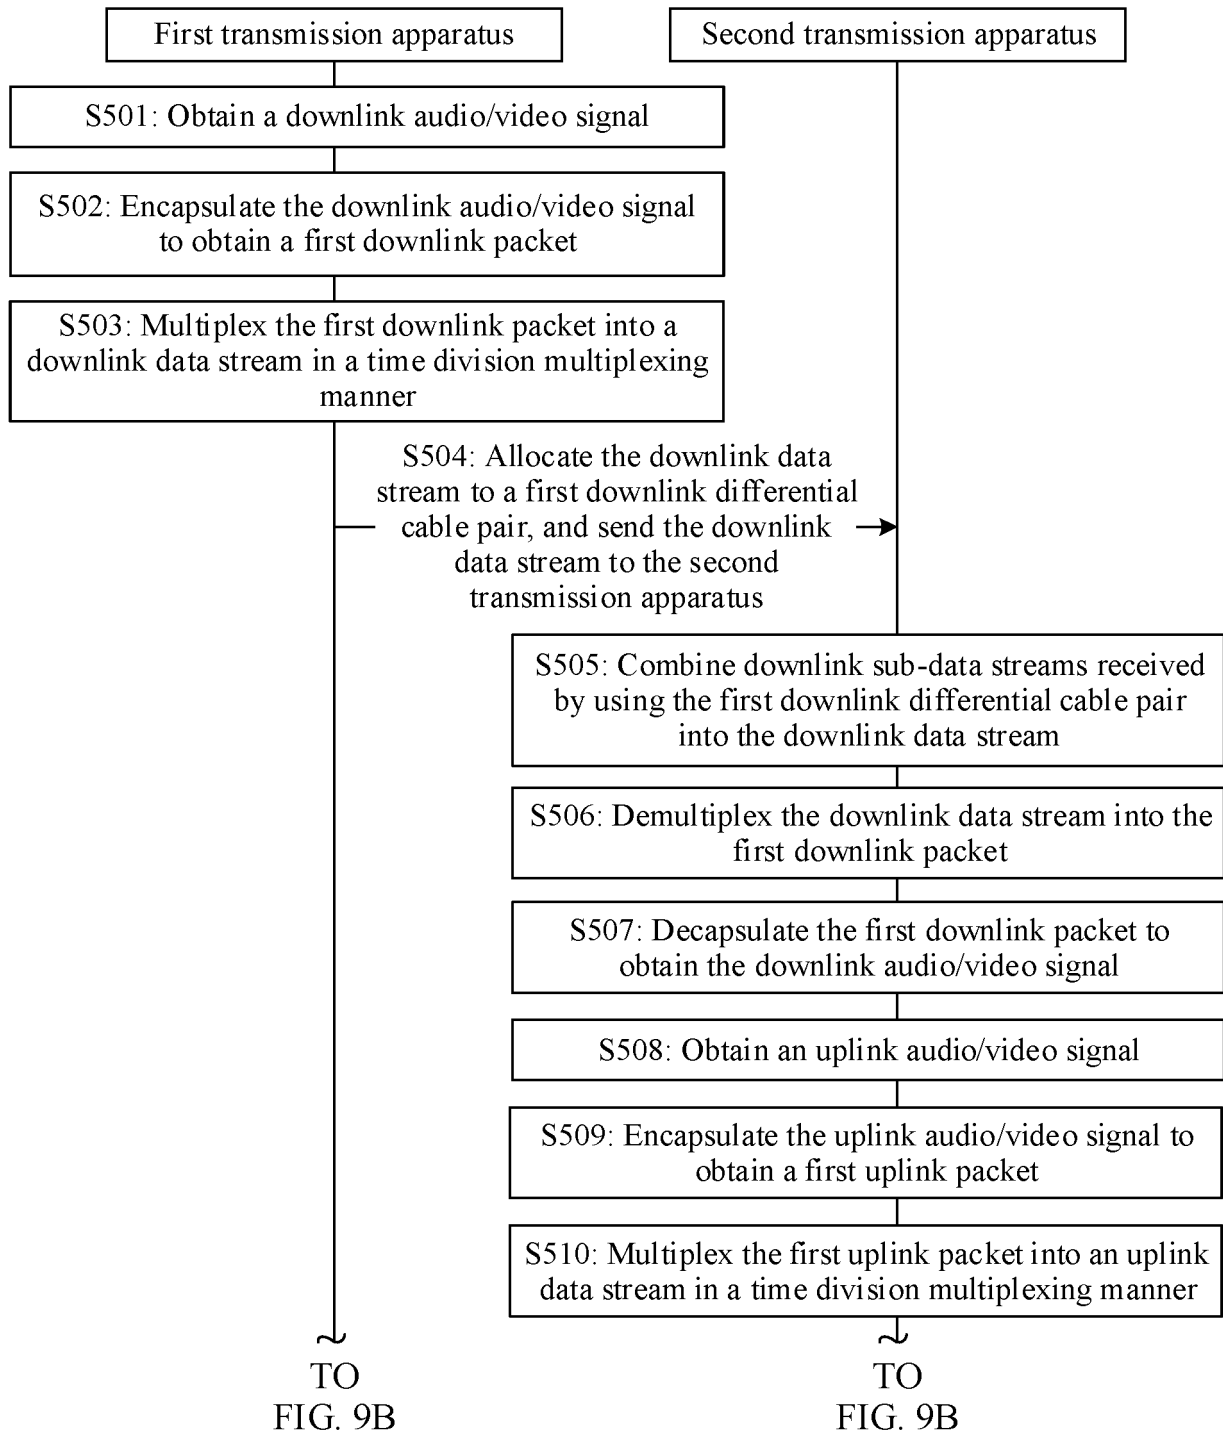 First transmission apparatus
Second transmission apparatus
S501: Obtain a downlink audio/video signal
S502: Encapsulate the downlink audio/video signal
to obtain a first downlink packet
S503: Multiplex the first downlink packet into a
downlink data stream in a time division multiplexing
manner
S504: Allocate the downlink data
stream to a first downlink differential
cable pair, and send the downlink
data stream to the second
transmission apparatus
S505: Combine downlink sub-data streams received
by using the first downlink differential cable pair
into the downlink data stream
S506: Demultiplex the downlink data stream into the
first downlink packet
S507: Decapsulate the first downlink packet to
obtain the downlink audio/video signal
S508: Obtain an uplink audio/video signal
S509: Encapsulate the uplink audio/video signal to
obtain a first uplink packet
S510: Multiplex the first uplink packet into an uplink
data stream in a time division multiplexing manner
TO
FIG. 9B
TO
FIG. 9B